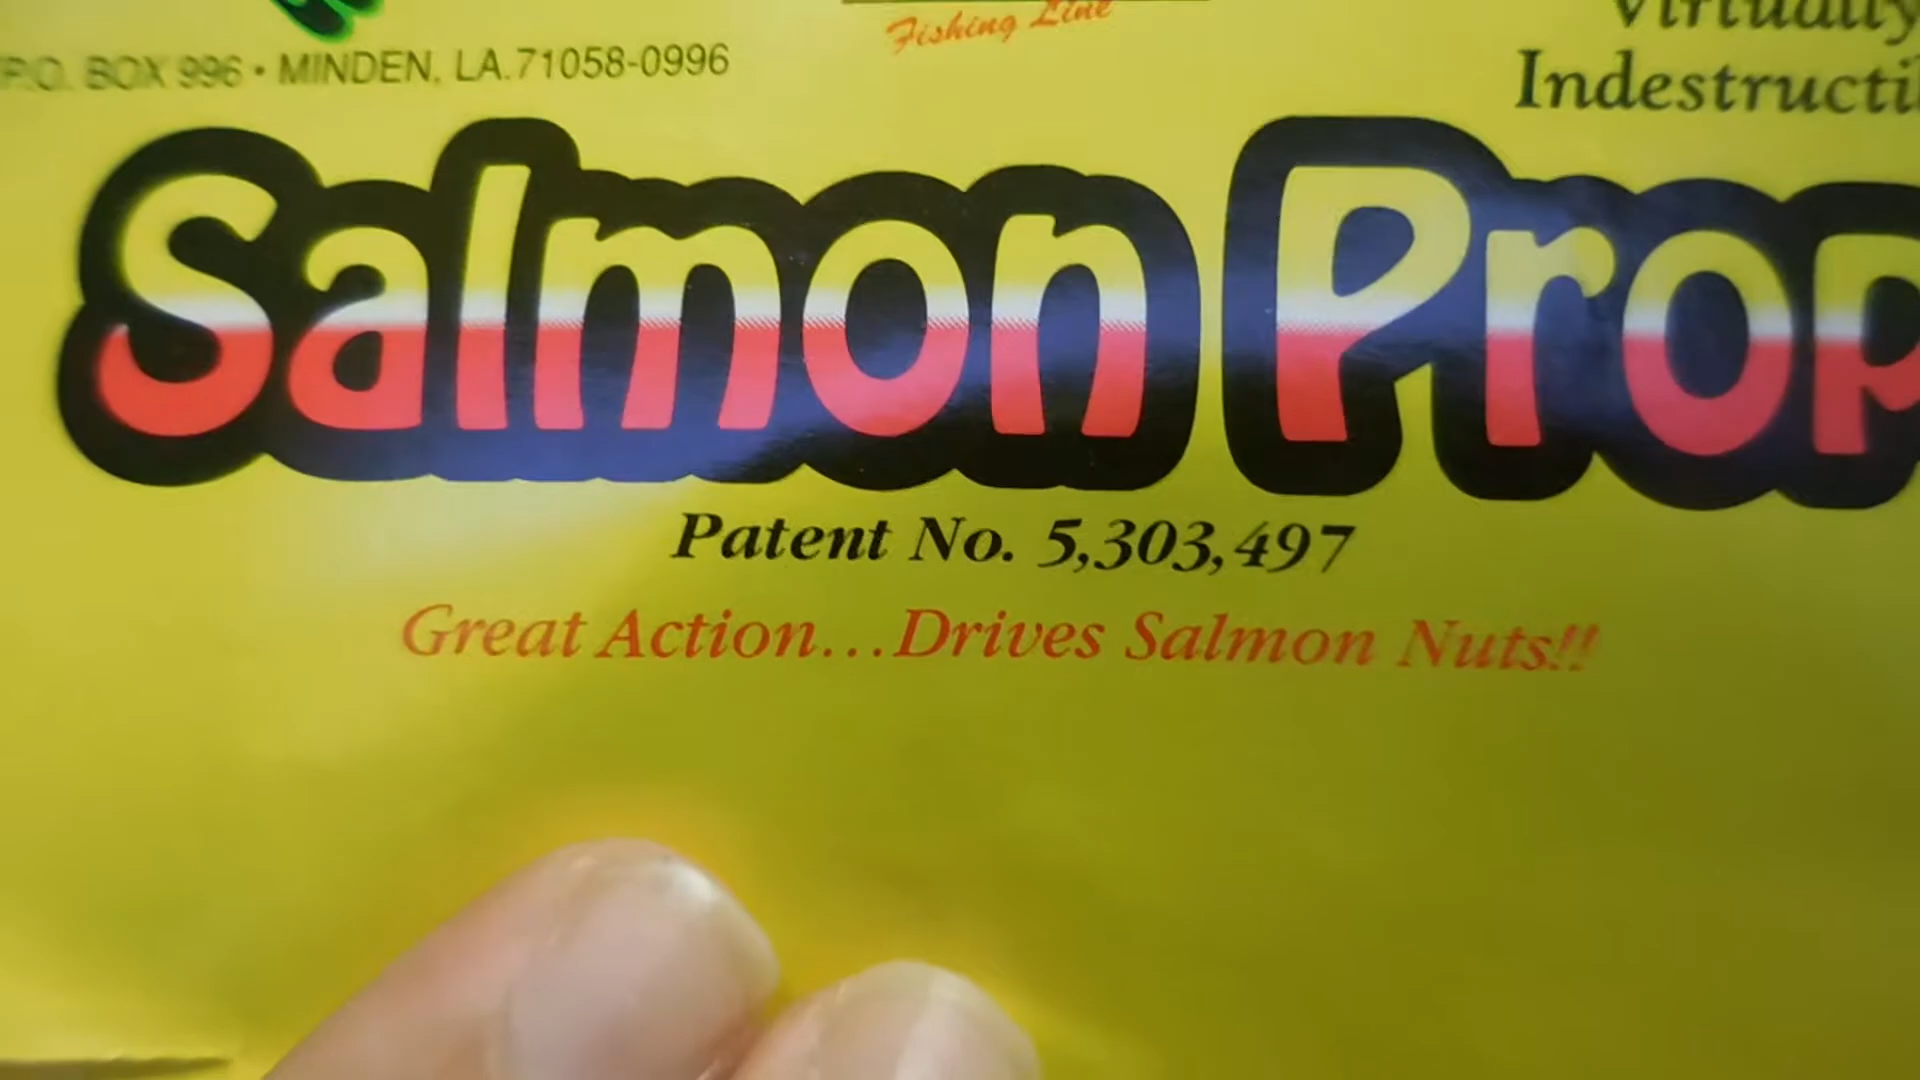 Fishing Line
P.O. BOX 996 • MINDEN, LA. 71058-0996
Virtually
Indestructi
Salmon Prop
Patent No. 5,303,497
Great Action...Drives Salmon Nuts!!